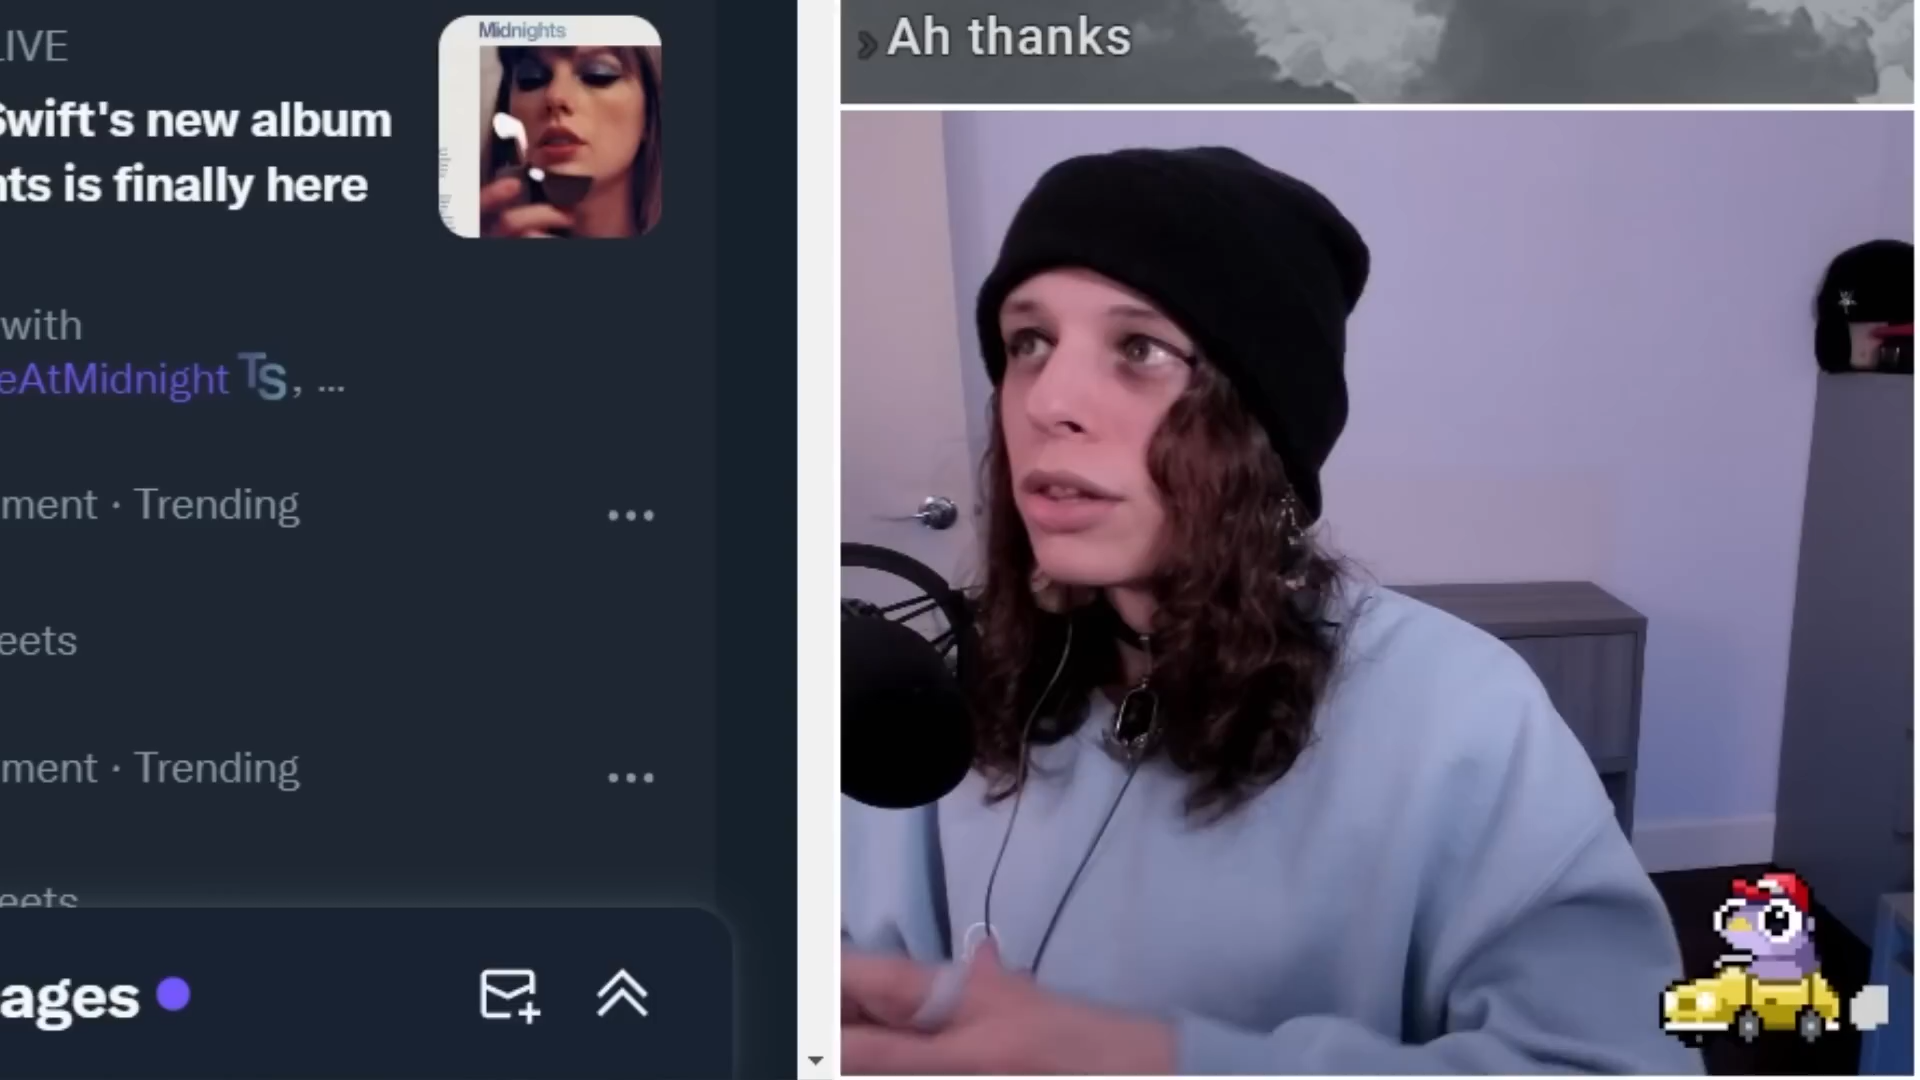 LIVE
Midnights
Swift's new album
nts is finally here
with
eAtMidnight TS, ...
ment · Trending
eets
ment · Trending
eets
ages
Ah thanks